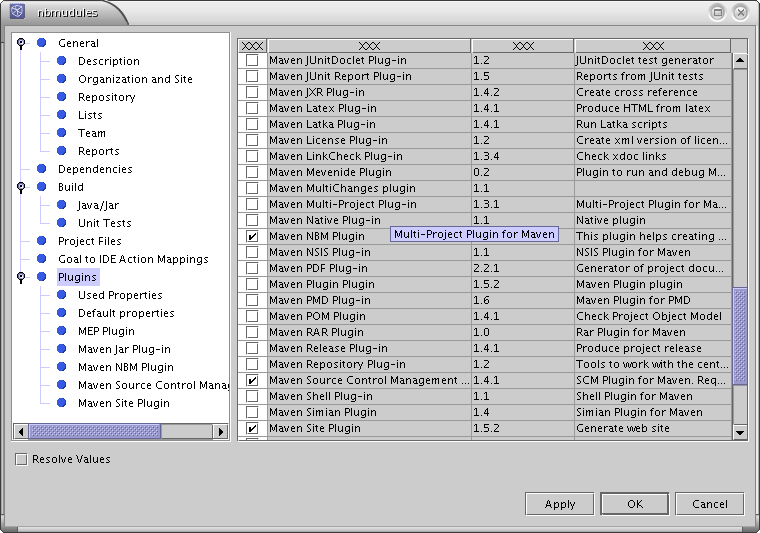 nbmudules
General
Description
Organization and Site
Repository
Lists
Team
Reports
Dependencies
Build
Java/Jar
Unit Tests
Project Files
Goal to IDE Action Mappings
Plugins
Used Properties
Default properties
MEP Plugin
Maven Jar Plug-in
Maven NBM Plugin
Maven Source Control Mana
Maven Site Plugin
XXX XXX XXX XXX
Maven JUnitDoclet Plug-in 1.2 JUnitDoclet test generator
Maven JUnit Report Plug-in 1.5 Reports from JUnit tests
Maven JXR Plug-in 1.4.2 Create cross reference
Maven Latex Plug-in 1.4.1 Produce HTML from latex
Maven Latka Plug-in 1.4.1 Run Latka scripts
Maven License Plug-in 1.2 Create xml version of licen...
Maven LinkCheck Plug-in 1.3.4 Check xdoc links
Maven Mevenide Plugin 0.2 Plugin to run and debug M...
Maven MultiChanges plugin 1.1
Maven Multi-Project Plug-in 1.3.1 Multi-Project Plugin for Ma...
Maven Native Plug-in 1.1 Native plugin
Maven NBM Plugin Multi-Project Plugin for Maven This plugin helps creating ...
Maven NSIS Plug-in 1.1 NSIS Plugin for Maven
Maven PDF Plug-in 2.2.1 Generator of project docu...
Maven Plugin Plugin 1.5.2 Maven Plugin plugin
Maven PMD Plug-in 1.6 Maven Plugin for PMD
Maven POM Plugin 1.4.1 Check Project Object Model
Maven RAR Plugin 1.0 Rar Plugin for Maven
Maven Release Plug-in 1.4.1 Produce project release
Maven Repository Plug-in 1.2 Tools to work with the cent...
Maven Source Control Management ... 1.4.1 SCM Plugin for Maven. Req...
Maven Shell Plug-in 1.1 Shell Plugin for Maven
Maven Simian Plugin 1.4 Simian Plugin for Maven
Maven Site Plugin 1.5.2 Generate web site
Resolve Values
Apply OK Cancel